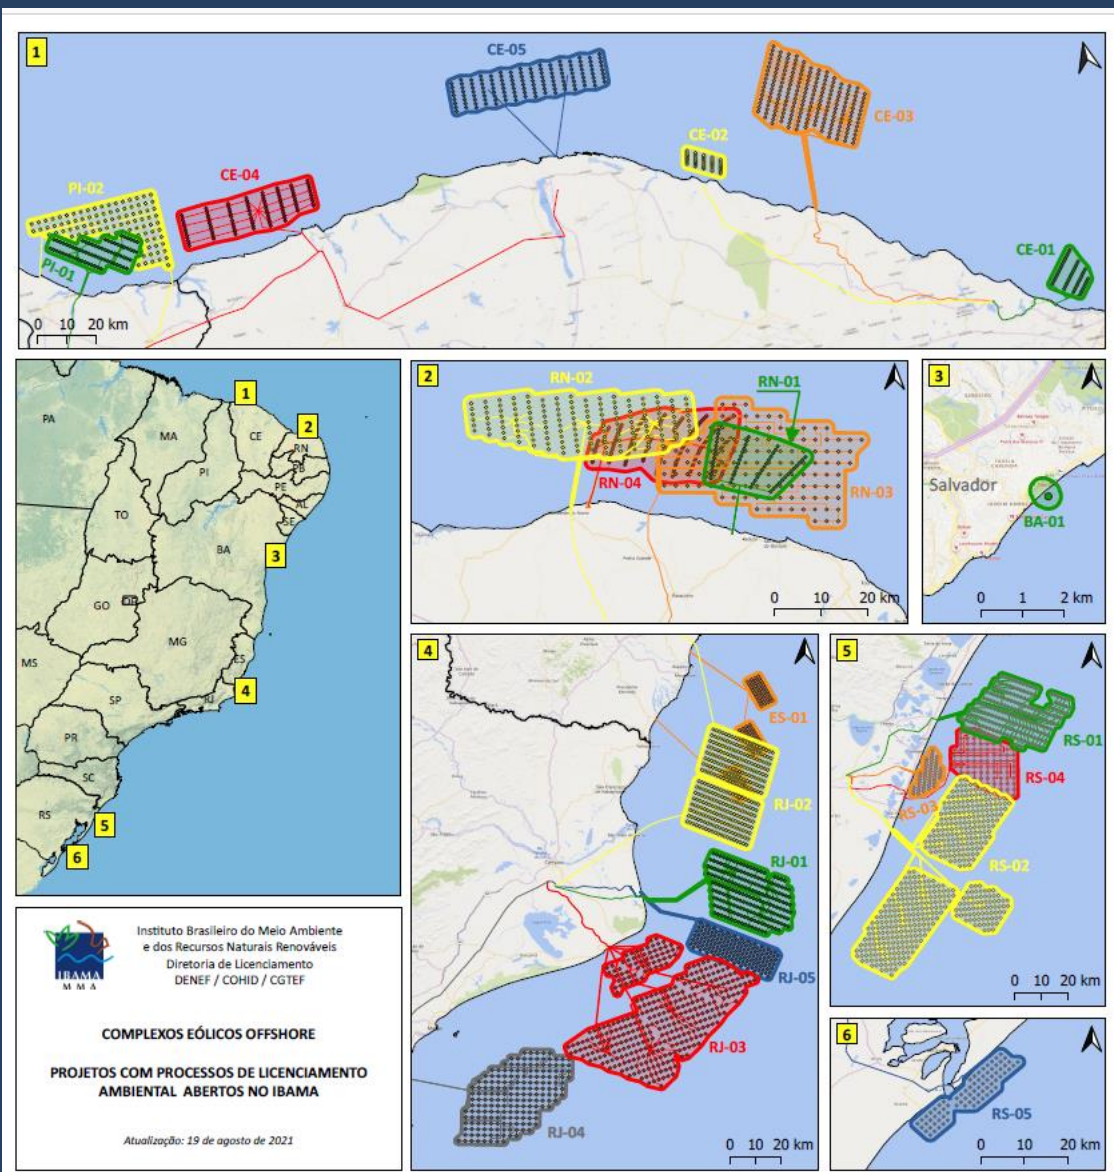 1
CE-05
CE-03
CE-02
CE-04
PI-02
PI-01
CE-01
0 10 20 km
1
2
PA
MA
CE
RN
PB
PI
PE
AL
SE
TO
3
BA
GO
DF
MG
MS
ES
4
SP
RJ
PR
SC
5
RS
6
2
RN-02
RN-01
RN-04
RN-03
0 10 20 km
3
Salvador
BA-01
0 1 2 km
4
ES-01
RJ-02
RJ-01
RJ-05
RJ-03
RJ-04
0 10 20 km
5
RS-01
RS-04
RS-03
RS-02
0 10 20 km
6
RS-05
0 10 20 km
IBAMA
M M A
Instituto Brasileiro do Meio Ambiente
e dos Recursos Naturais Renováveis
Diretoria de Licenciamento
DENEF / COHID / CGTEF
COMPLEXOS EÓLICOS OFFSHORE
PROJETOS COM PROCESSOS DE LICENCIAMENTO
AMBIENTAL ABERTOS NO IBAMA
Atualização: 19 de agosto de 2021